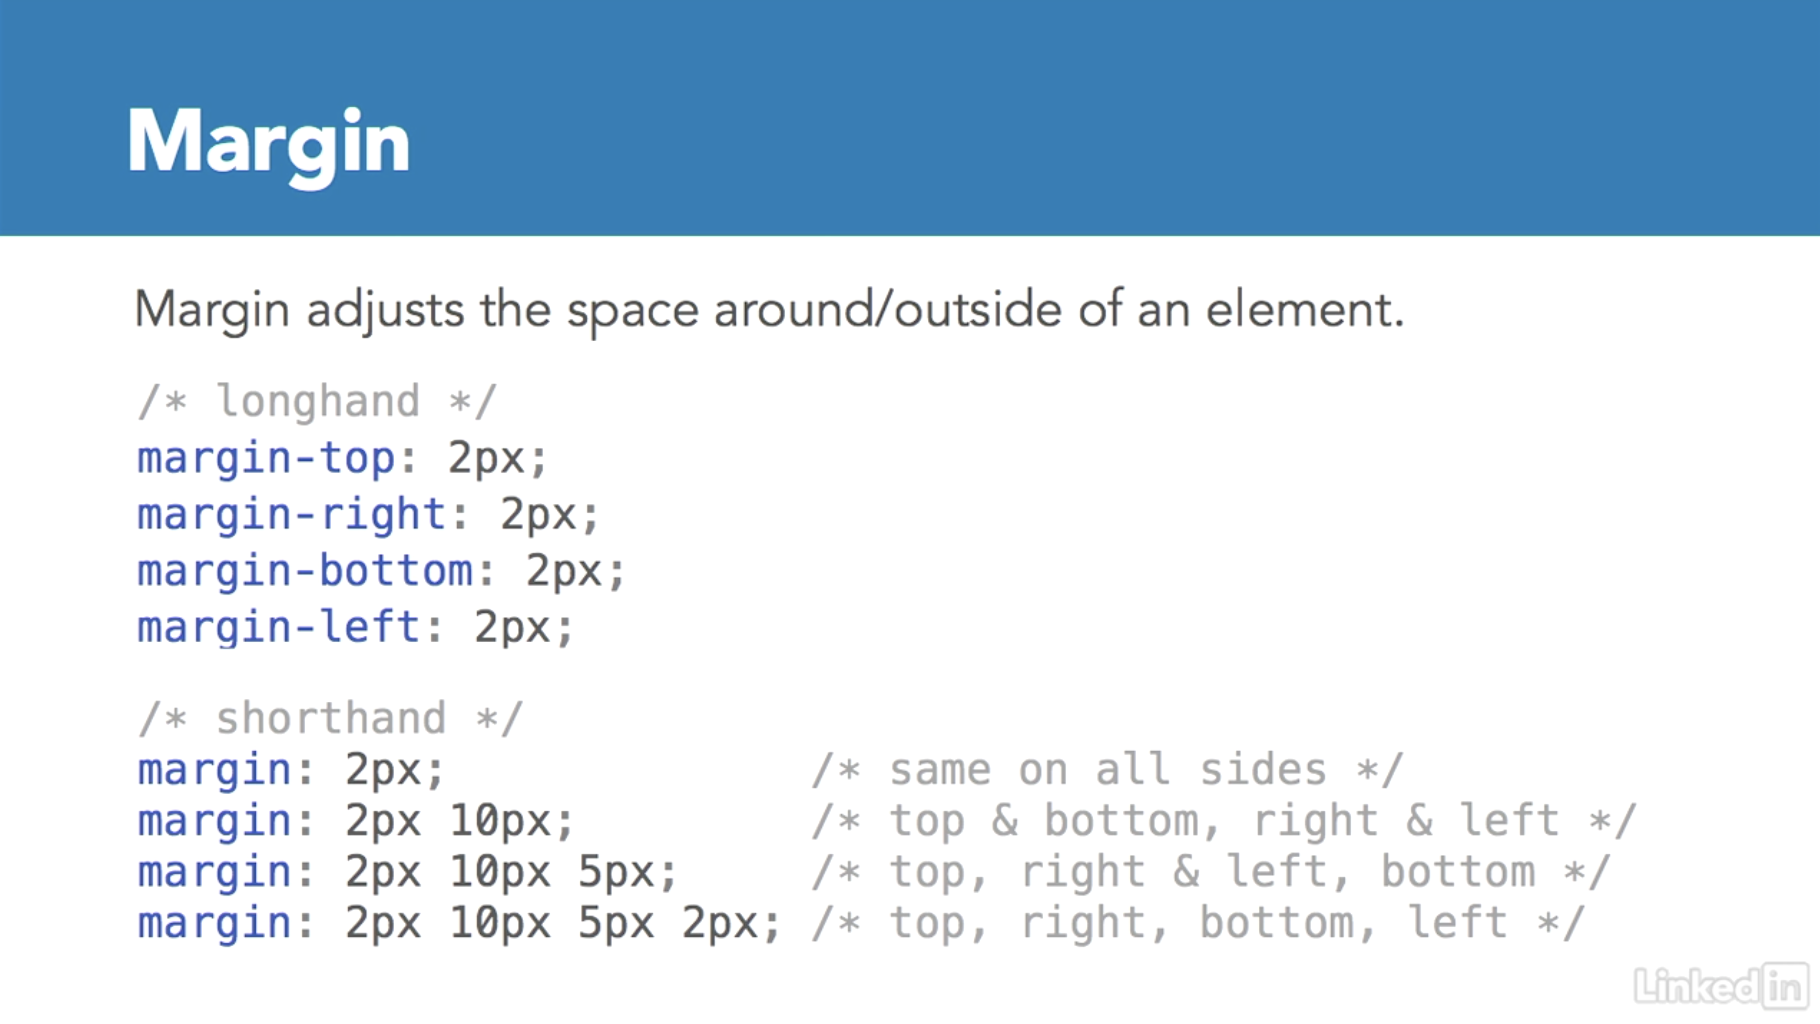 Margin
Margin adjusts the space around/outside of an element.
/* longhand */
margin-top: 2px;
margin-right: 2px;
margin-bottom: 2px;
margin-left: 2px;
/* shorthand */
margin: 2px; /* same on all sides */
margin: 2px 10px; /* top & bottom, right & left */
margin: 2px 10px 5px; /* top, right & left, bottom */
margin: 2px 10px 5px 2px; /* top, right, bottom, left */
Linked in